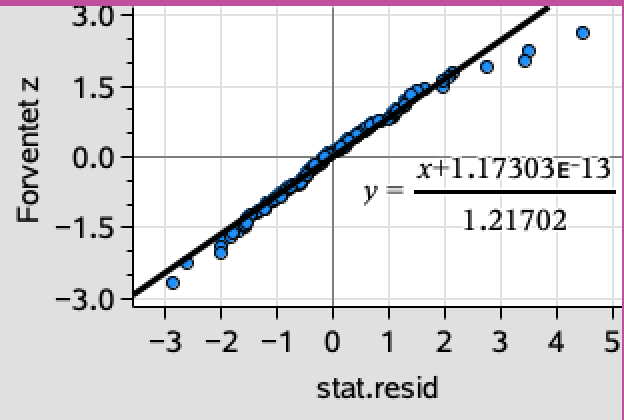 3.0
1.5
0.0
−1.5
−3.0
Forventet z
y = x+1.17303ᴇ-13
1.21702
−3 −2 −1 0 1 2 3 4 5
stat.resid